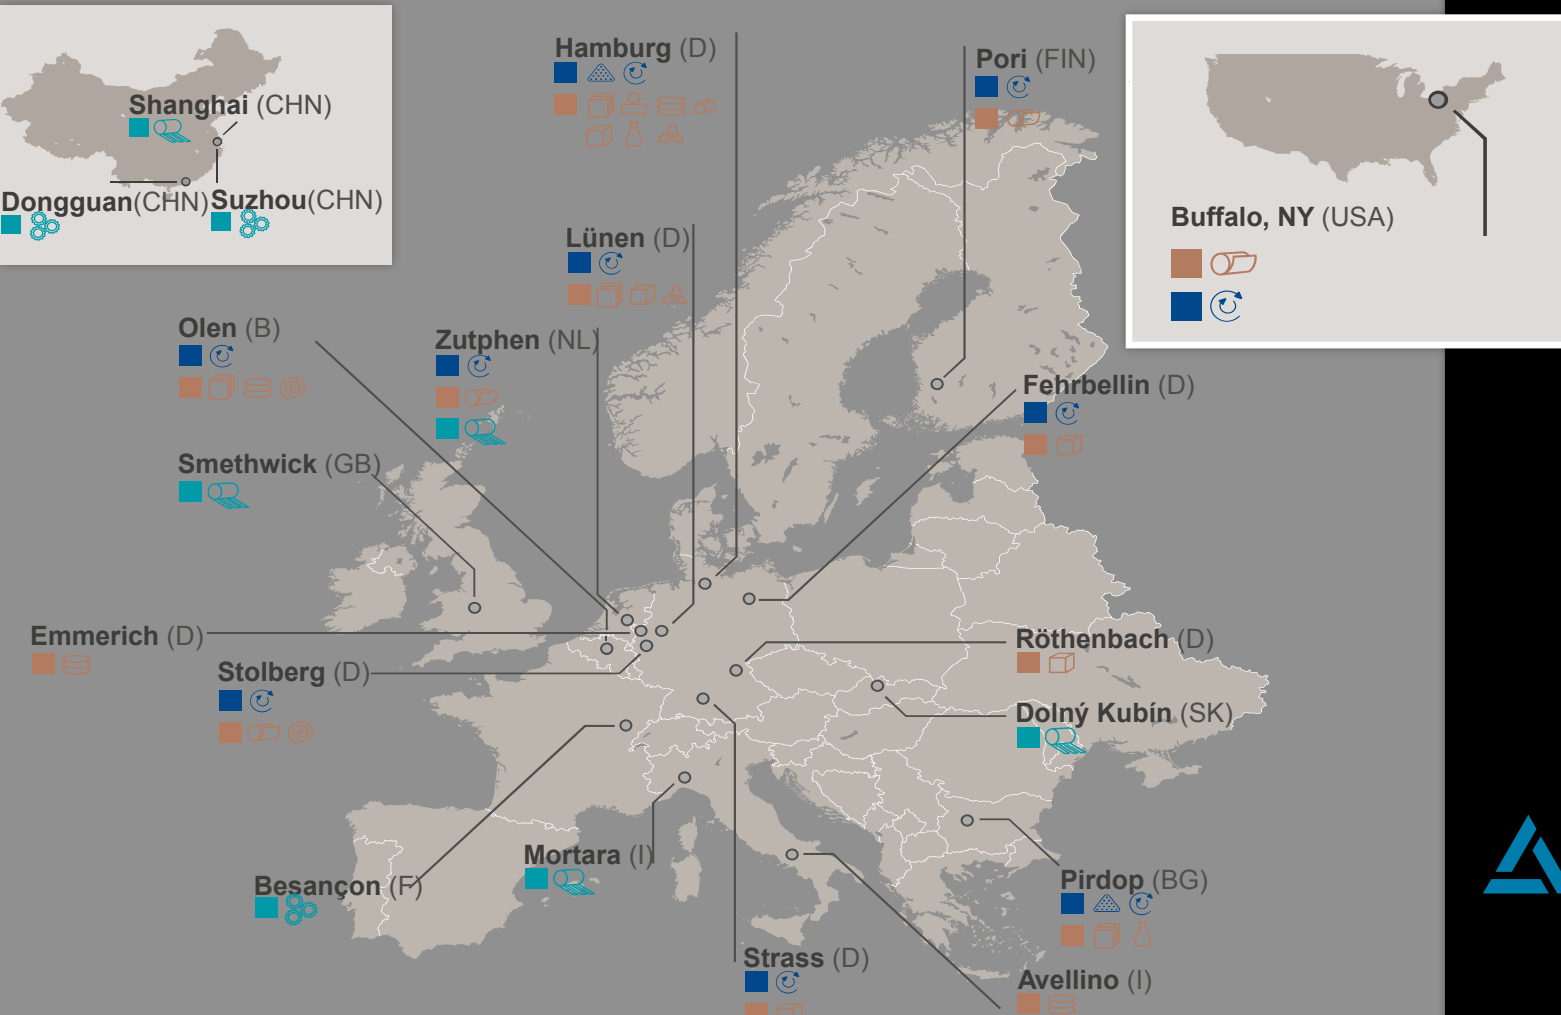 Shanghai (CHN)
Dongguan(CHN)
Suzhou(CHN)
Hamburg (D)
Pori (FIN)
Buffalo, NY (USA)
Lünen (D)
Olen (B)
Zutphen (NL)
Fehrbellin (D)
Smethwick (GB)
Emmerich (D)
Stolberg (D)
Röthenbach (D)
Dolný Kubín (SK)
Besançon (F)
Mortara (I)
Pirdop (BG)
Strass (D)
Avellino (I)